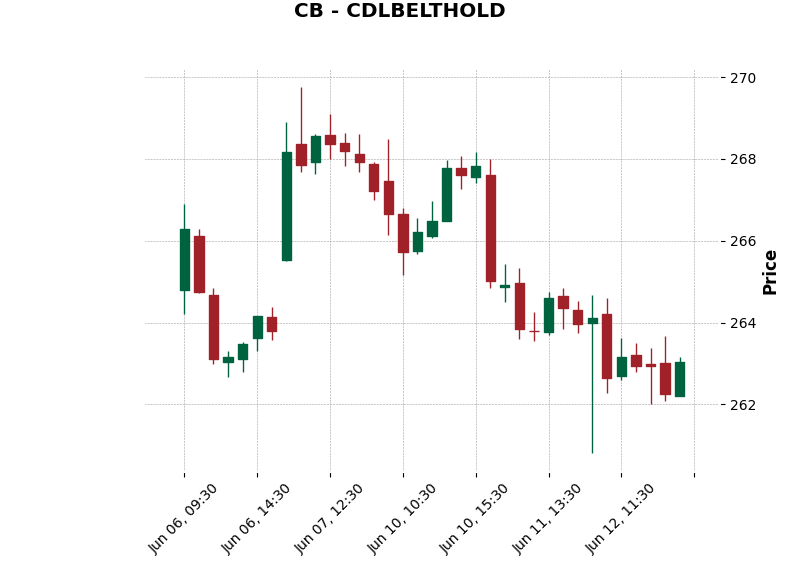 CB - CDLBELTHOLD
270
268
266
264
262
Price
Jun 06, 09:30
Jun 06, 14:30
Jun 07, 12:30
Jun 10, 10:30
Jun 10, 15:30
Jun 11, 13:30
Jun 12, 11:30